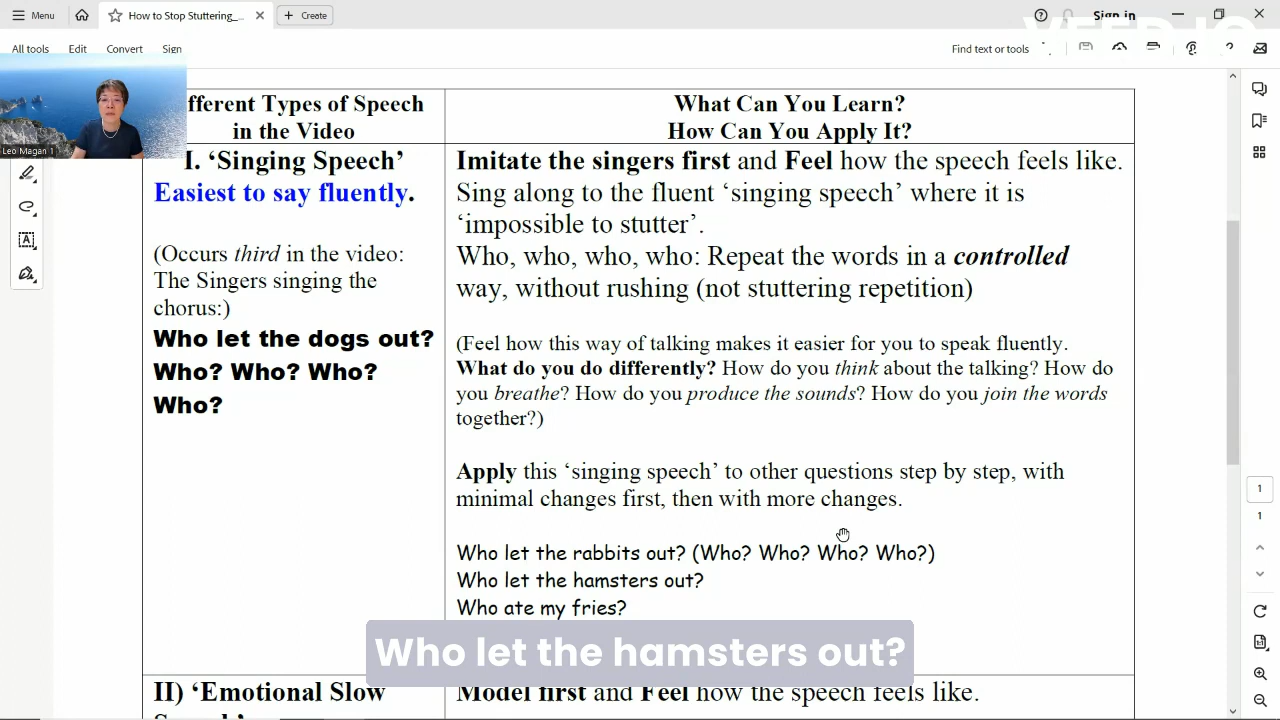 Menu
How to Stop Stuttering_...
Create
Sign in
VEED.IO
All tools
Edit
Convert
Sign
Find text or tools
Leo Magan 1
fferent Types of Speech
in the Video
What Can You Learn?
How Can You Apply It?
I. ‘Singing Speech’
Easiest to say fluently.
(Occurs third in the video:
The Singers singing the
chorus:)
Who let the dogs out?
Who? Who? Who?
Who?
Imitate the singers first and Feel how the speech feels like.
Sing along to the fluent ‘singing speech’ where it is
‘impossible to stutter’.
Who, who, who, who: Repeat the words in a controlled
way, without rushing (not stuttering repetition)
(Feel how this way of talking makes it easier for you to speak fluently.
What do you do differently? How do you think about the talking? How do
you breathe? How do you produce the sounds? How do you join the words
together?)
Apply this ‘singing speech’ to other questions step by step, with
minimal changes first, then with more changes.
Who let the rabbits out? (Who? Who? Who? Who?)
Who let the hamsters out?
Who ate my fries?
Who let the hamsters out?
II) ‘Emotional Slow
Speech’
Model first and Feel how the speech feels like.
1
1